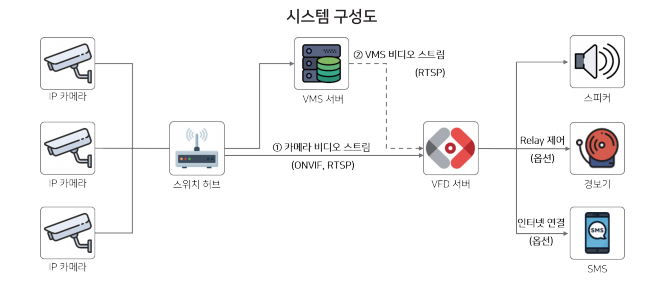 시스템 구성도
IP 카메라
IP 카메라
IP 카메라
스위치 허브
VMS 서버
② VMS 비디오 스트림
(RTSP)
① 카메라 비디오 스트림
(ONVIF, RTSP)
VFD 서버
스피커
Relay 제어
(옵션)
경보기
인터넷 연결
(옵션)
SMS
SMS